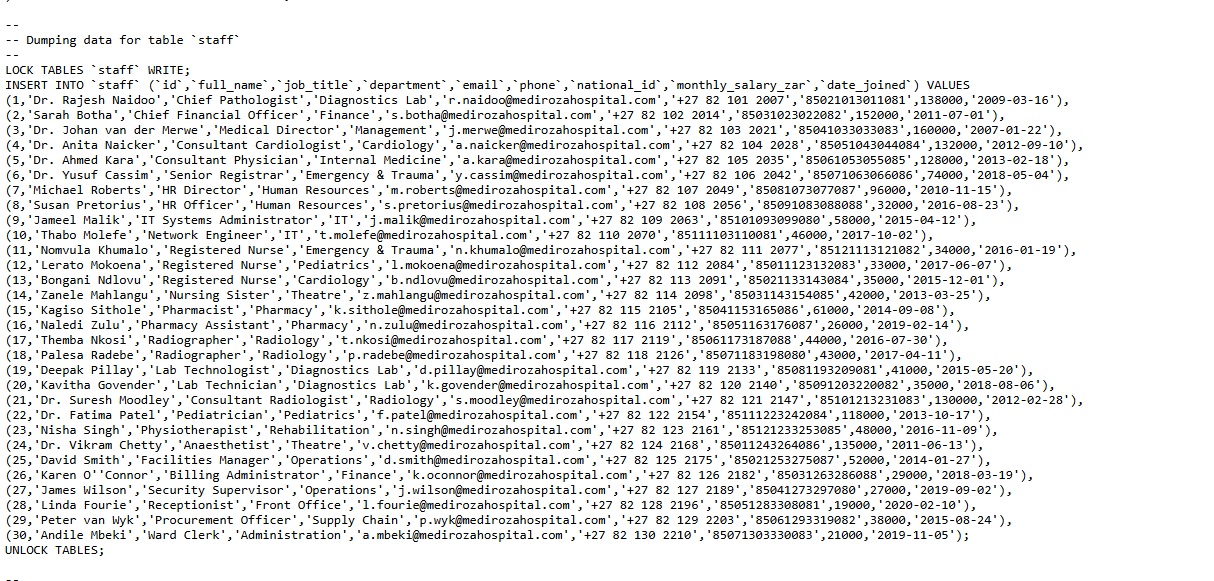 --
-- Dumping data for table `staff`
--
LOCK TABLES `staff` WRITE;
INSERT INTO `staff` (`id`,`full_name`,`job_title`,`department`,`email`,`phone`,`national_id`,`monthly_salary_zar`,`date_joined`) VALUES
(1,'Dr. Rajesh Naidoo','Chief Pathologist','Diagnostics Lab','r.naidoo@medirozahospital.com','+27 82 101 2007','85021013011081',138000,'2009-03-16'),
(2,'Sarah Botha','Chief Financial Officer','Finance','s.botha@medirozahospital.com','+27 82 102 2014','85031023022082',152000,'2011-07-01'),
(3,'Dr. Johan van der Merwe','Medical Director','Management','j.merwe@medirozahospital.com','+27 82 103 2021','85041033033083',160000,'2007-01-22'),
(4,'Dr. Anita Naicker','Consultant Cardiologist','Cardiology','a.naicker@medirozahospital.com','+27 82 104 2028','85051043044084',132000,'2012-09-10'),
(5,'Dr. Ahmed Kara','Consultant Physician','Internal Medicine','a.kara@medirozahospital.com','+27 82 105 2035','85061053055085',128000,'2013-02-18'),
(6,'Dr. Yusuf Cassim','Senior Registrar','Emergency & Trauma','y.cassim@medirozahospital.com','+27 82 106 2042','85071063066086',74000,'2018-05-04'),
(7,'Michael Roberts','HR Director','Human Resources','m.roberts@medirozahospital.com','+27 82 107 2049','85081073077087',96000,'2010-11-15'),
(8,'Susan Pretorius','HR Officer','Human Resources','s.pretorius@medirozahospital.com','+27 82 108 2056','85091083088088',32000,'2016-08-23'),
(9,'Jameel Malik','IT Systems Administrator','IT','j.malik@medirozahospital.com','+27 82 109 2063','85101093099080',58000,'2015-04-12'),
(10,'Thabo Molefe','Network Engineer','IT','t.molefe@medirozahospital.com','+27 82 110 2070','85111103110081',46000,'2017-10-02'),
(11,'Nomvula Khumalo','Registered Nurse','Emergency & Trauma','n.khumalo@medirozahospital.com','+27 82 111 2077','85121113121082',34000,'2016-01-19'),
(12,'Lerato Mokoena','Registered Nurse','Pediatrics','l.mokoena@medirozahospital.com','+27 82 112 2084','85011123132083',33000,'2017-06-07'),
(13,'Bongani Ndlovu','Registered Nurse','Cardiology','b.ndlovu@medirozahospital.com','+27 82 113 2091','85021133143084',35000,'2015-12-01'),
(14,'Zanele Mahlangu','Nursing Sister','Theatre','z.mahlangu@medirozahospital.com','+27 82 114 2098','85031143154085',42000,'2013-03-25'),
(15,'Kagiso Sithole','Pharmacist','Pharmacy','k.sithole@medirozahospital.com','+27 82 115 2105','85041153165086',61000,'2014-09-08'),
(16,'Naledi Zulu','Pharmacy Assistant','Pharmacy','n.zulu@medirozahospital.com','+27 82 116 2112','85051163176087',26000,'2019-02-14'),
(17,'Themba Nkosi','Radiographer','Radiology','t.nkosi@medirozahospital.com','+27 82 117 2119','85061173187088',44000,'2016-07-30'),
(18,'Palesa Radebe','Radiographer','Radiology','p.radebe@medirozahospital.com','+27 82 118 2126','85071183198080',43000,'2017-04-11'),
(19,'Deepak Pillay','Lab Technologist','Diagnostics Lab','d.pillay@medirozahospital.com','+27 82 119 2133','85081193209081',41000,'2015-05-20'),
(20,'Kavitha Govender','Lab Technician','Diagnostics Lab','k.govender@medirozahospital.com','+27 82 120 2140','85091203220082',35000,'2018-08-06'),
(21,'Dr. Suresh Moodley','Consultant Radiologist','Radiology','s.moodley@medirozahospital.com','+27 82 121 2147','85101213231083',130000,'2012-02-28'),
(22,'Dr. Fatima Patel','Pediatrician','Pediatrics','f.patel@medirozahospital.com','+27 82 122 2154','85111223242084',118000,'2013-10-17'),
(23,'Nisha Singh','Physiotherapist','Rehabilitation','n.singh@medirozahospital.com','+27 82 123 2161','85121233253085',48000,'2016-11-09'),
(24,'Dr. Vikram Chetty','Anaesthetist','Theatre','v.chetty@medirozahospital.com','+27 82 124 2168','85011243264086',135000,'2011-06-13'),
(25,'David Smith','Facilities Manager','Operations','d.smith@medirozahospital.com','+27 82 125 2175','85021253275087',52000,'2014-01-27'),
(26,'Karen O''Connor','Billing Administrator','Finance','k.oconnor@medirozahospital.com','+27 82 126 2182','85031263286088',29000,'2018-03-19'),
(27,'James Wilson','Security Supervisor','Operations','j.wilson@medirozahospital.com','+27 82 127 2189','85041273297080',27000,'2019-09-02'),
(28,'Linda Fourie','Receptionist','Front Office','l.fourie@medirozahospital.com','+27 82 128 2196','85051283308081',19000,'2020-02-10'),
(29,'Peter van Wyk','Procurement Officer','Supply Chain','p.wyk@medirozahospital.com','+27 82 129 2203','85061293319082',38000,'2015-08-24'),
(30,'Andile Mbeki','Ward Clerk','Administration','a.mbeki@medirozahospital.com','+27 82 130 2210','85071303330083',21000,'2019-11-05');
UNLOCK TABLES;
--